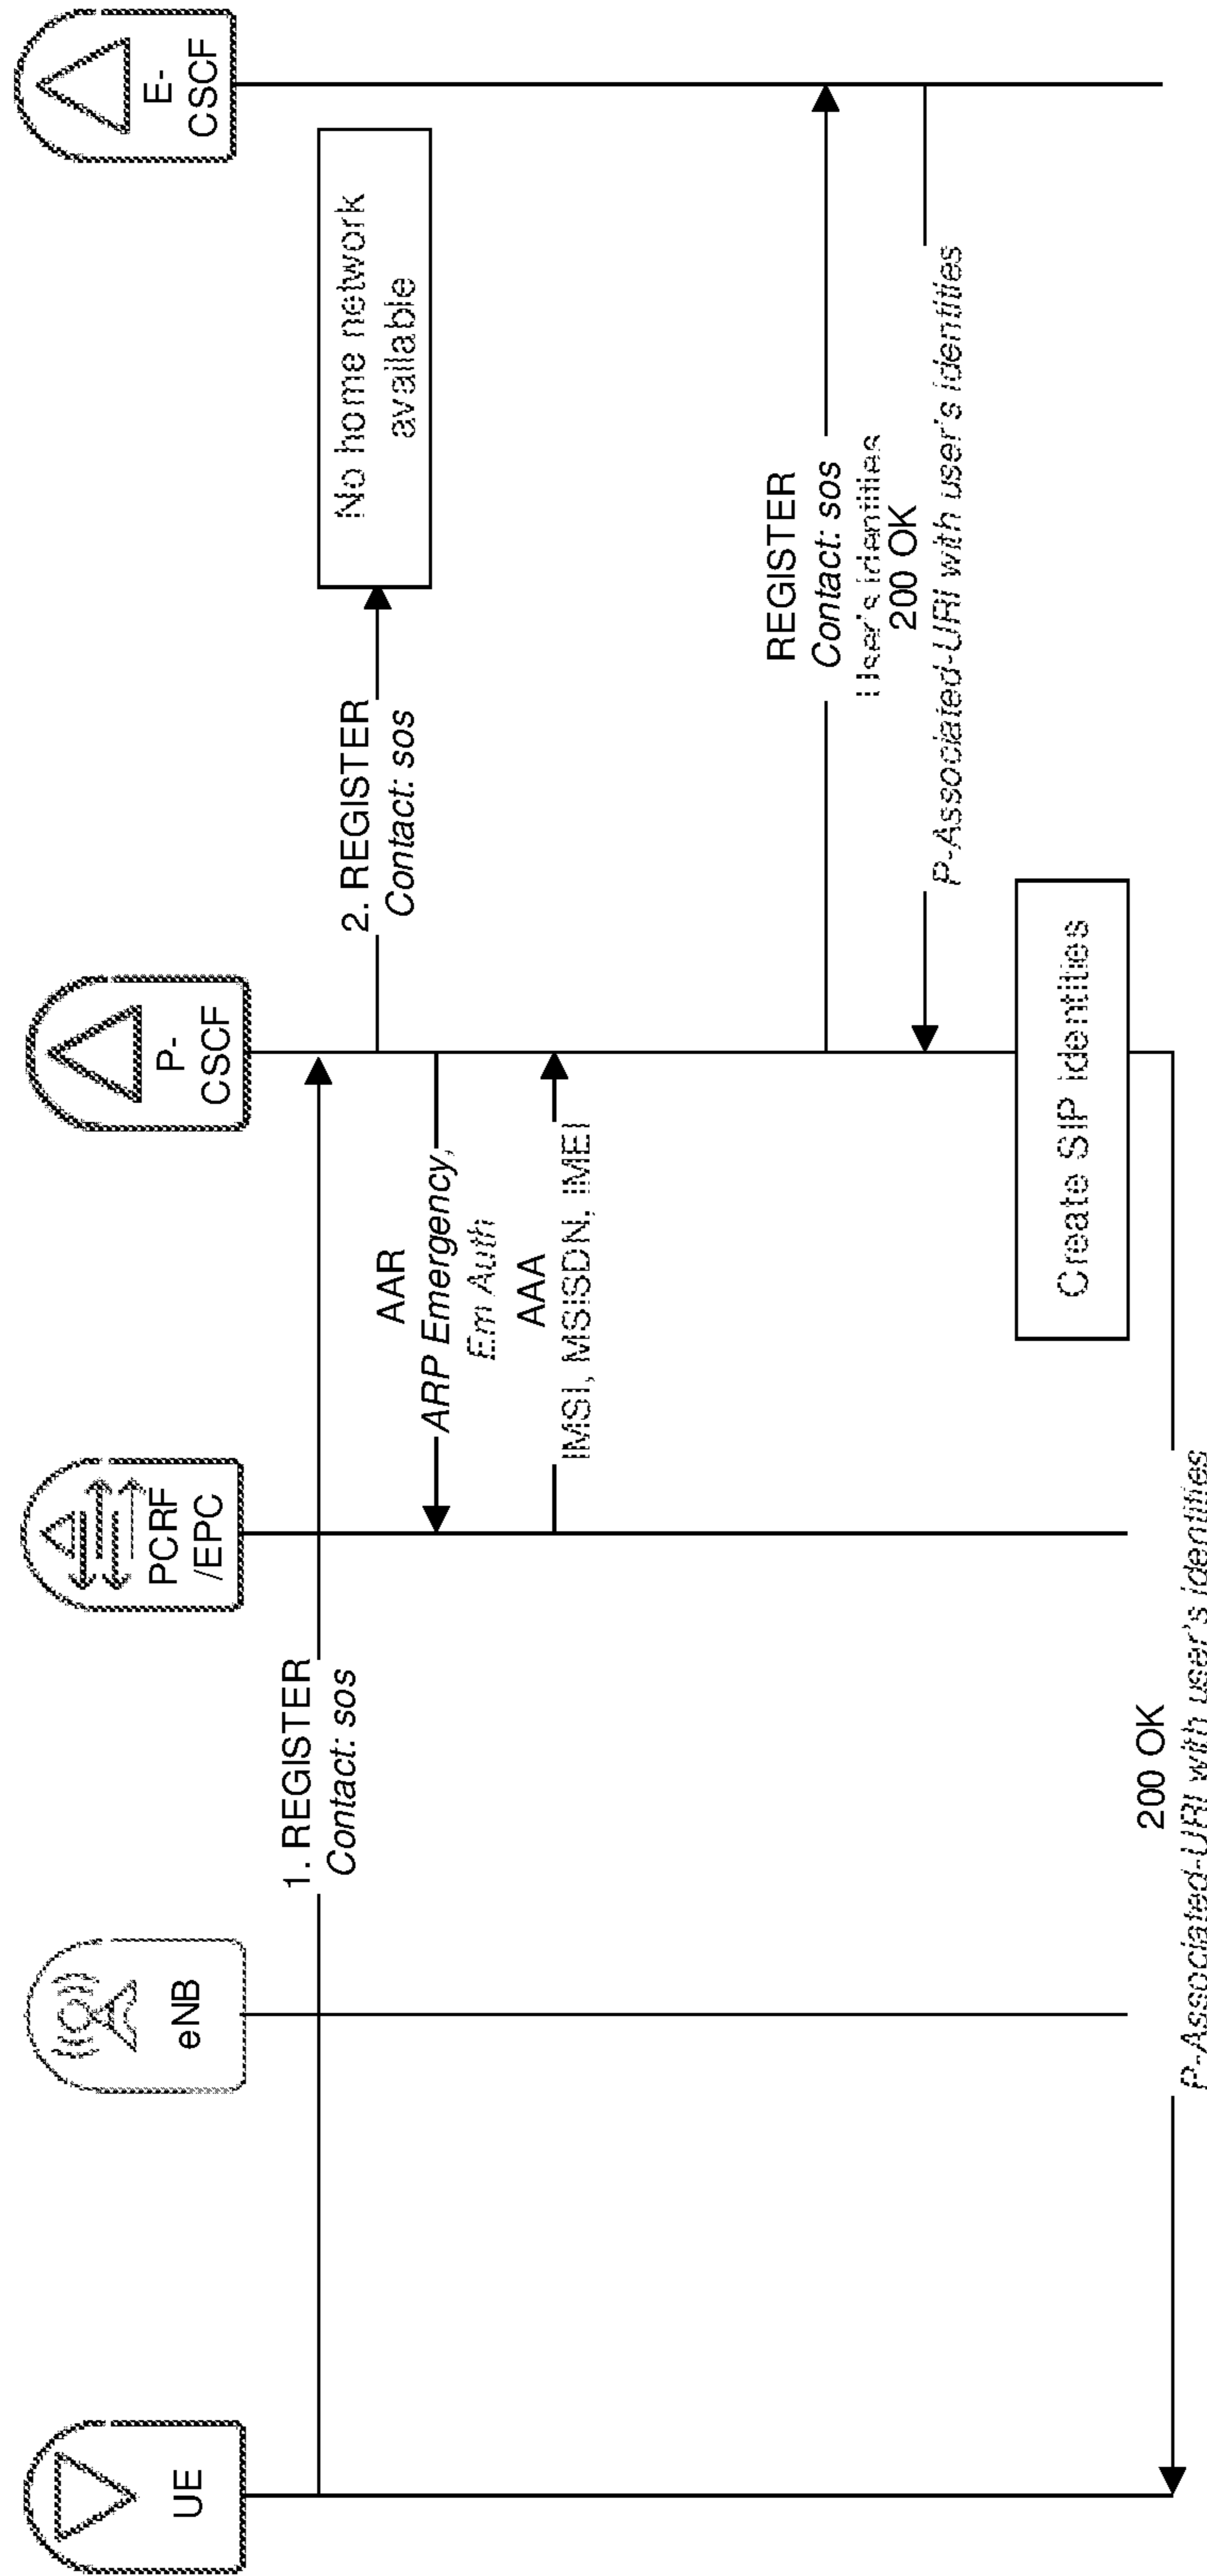 UE
eNB
PCRF
/EPC
P-
CSCF
E-
CSCF
1. REGISTER
Contact: sos
2. REGISTER
Contact: sos
No home network
available
AAR
ARP Emergency,
Em Auth
AAA
IMSI, MSISDN, IMEI
REGISTER
Contact: sos
User's identities
200 OK
P-Associated-URI with user's identities
Create SIP identities
200 OK
P-Associated-URI with user's identities